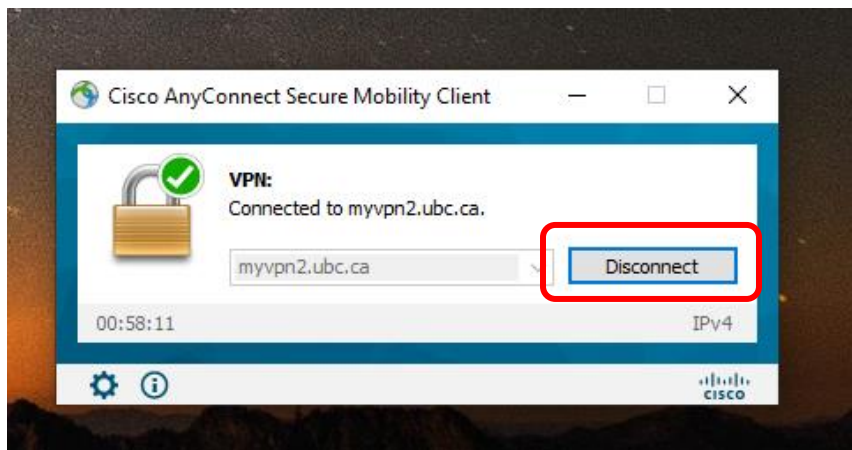 Cisco AnyConnect Secure Mobility Client
VPN:
Connected to myvpn2.ubc.ca.
myvpn2.ubc.ca
Disconnect
00:58:11
IPv4
CISCO